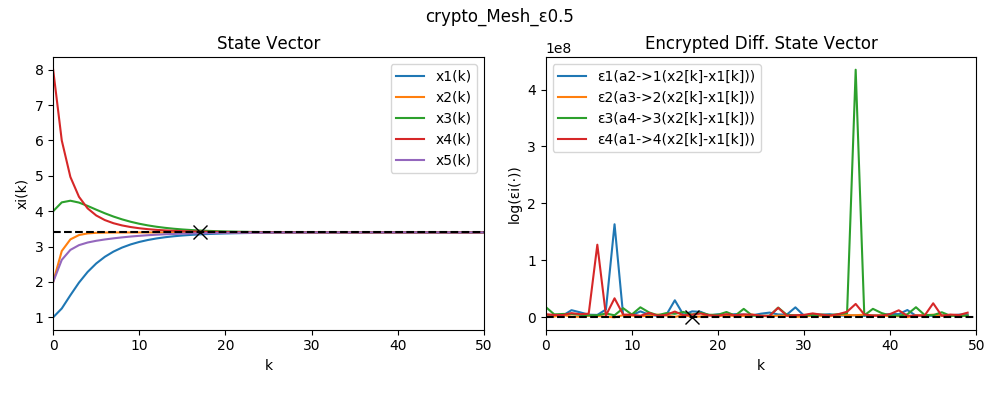 crypto_Mesh_ε0.5
State Vector
xi(k)
8
7
6
5
4
3
2
1
0
10
20
30
40
50
k
x1(k)
x2(k)
x3(k)
x4(k)
x5(k)
Encrypted Diff. State Vector
1e8
log(εi(·))
4
3
2
1
0
0
10
20
30
40
50
k
ε1(a2->1(x2[k]-x1[k]))
ε2(a3->2(x2[k]-x1[k]))
ε3(a4->3(x2[k]-x1[k]))
ε4(a1->4(x2[k]-x1[k]))